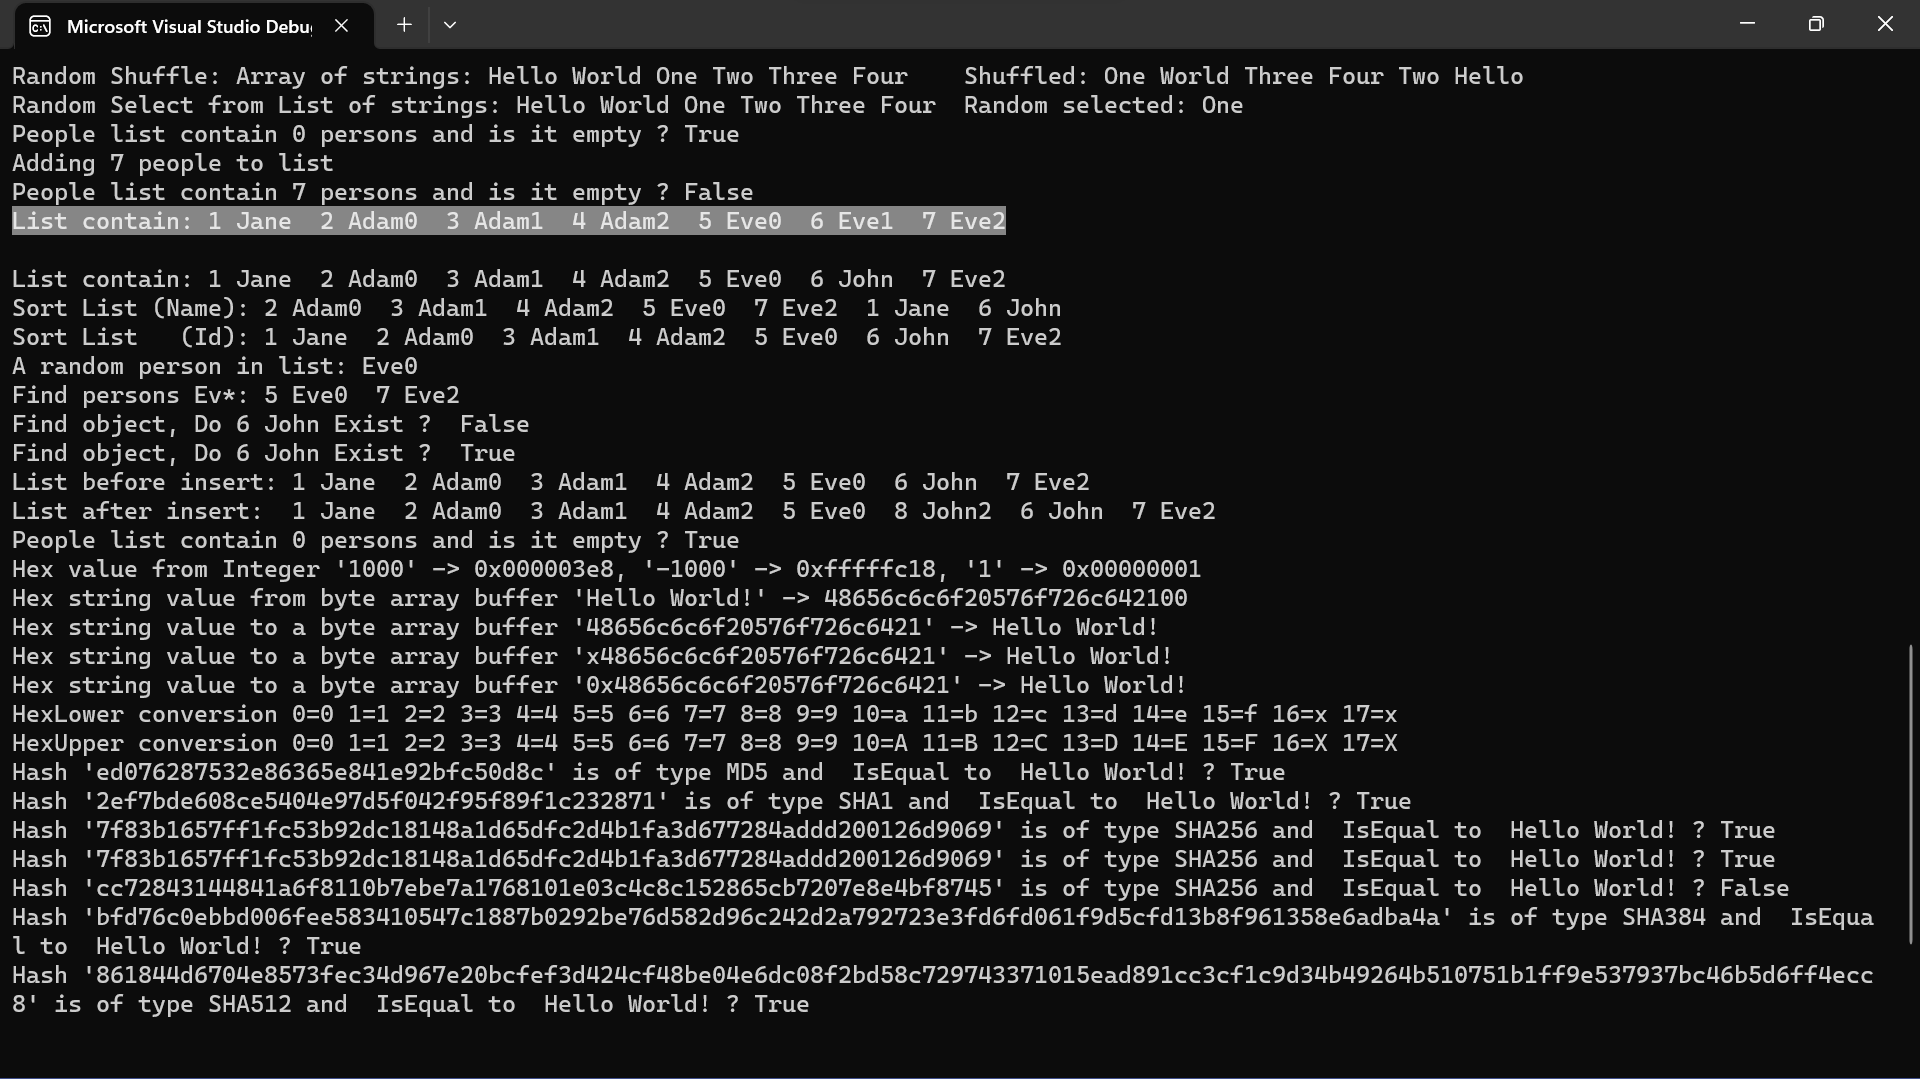 Microsoft Visual Studio Debu
Random Shuffle: Array of strings: Hello World One Two Three Four    Shuffled: One World Three Four Two Hello
Random Select from List of strings: Hello World One Two Three Four  Random selected: One
People list contain 0 persons and is it empty ? True
Adding 7 people to list
People list contain 7 persons and is it empty ? False
List contain: 1 Jane  2 Adam0  3 Adam1  4 Adam2  5 Eve0  6 Eve1  7 Eve2
List contain: 1 Jane  2 Adam0  3 Adam1  4 Adam2  5 Eve0  6 John  7 Eve2
Sort List (Name): 2 Adam0  3 Adam1  4 Adam2  5 Eve0  7 Eve2  1 Jane  6 John
Sort List   (Id): 1 Jane  2 Adam0  3 Adam1  4 Adam2  5 Eve0  6 John  7 Eve2
A random person in list: Eve0
Find persons Ev*: 5 Eve0  7 Eve2
Find object, Do 6 John Exist ?  False
Find object, Do 6 John Exist ?  True
List before insert: 1 Jane  2 Adam0  3 Adam1  4 Adam2  5 Eve0  6 John  7 Eve2
List after insert:  1 Jane  2 Adam0  3 Adam1  4 Adam2  5 Eve0  8 John2  6 John  7 Eve2
People list contain 0 persons and is it empty ? True
Hex value from Integer '1000' -> 0x000003e8, '-1000' -> 0xfffffc18, '1' -> 0x00000001
Hex string value from byte array buffer 'Hello World!' -> 48656c6c6f20576f726c642100
Hex string value to a byte array buffer '48656c6c6f20576f726c6421' -> Hello World!
Hex string value to a byte array buffer 'x48656c6c6f20576f726c6421' -> Hello World!
Hex string value to a byte array buffer '0x48656c6c6f20576f726c6421' -> Hello World!
HexLower conversion 0=0 1=1 2=2 3=3 4=4 5=5 6=6 7=7 8=8 9=9 10=a 11=b 12=c 13=d 14=e 15=f 16=x 17=x
HexUpper conversion 0=0 1=1 2=2 3=3 4=4 5=5 6=6 7=7 8=8 9=9 10=A 11=B 12=C 13=D 14=E 15=F 16=X 17=X
Hash 'ed076287532e86365e841e92bfc50d8c' is of type MD5 and  IsEqual to  Hello World! ? True
Hash '2ef7bde608ce5404e97d5f042f95f89f1c232871' is of type SHA1 and  IsEqual to  Hello World! ? True
Hash '7f83b1657ff1fc53b92dc18148a1d65dfc2d4b1fa3d677284addd200126d9069' is of type SHA256 and  IsEqual to  Hello World! ? True
Hash '7f83b1657ff1fc53b92dc18148a1d65dfc2d4b1fa3d677284addd200126d9069' is of type SHA256 and  IsEqual to  Hello World! ? True
Hash 'cc72843144841a6f8110b7ebe7a1768101e03c4c8c152865cb7207e8e4bf8745' is of type SHA256 and  IsEqual to  Hello World! ? False
Hash 'bfd76c0ebbd006fee583410547c1887b0292be76d582d96c242d2a792723e3fd6fd061f9d5cfd13b8f961358e6adba4a' is of type SHA384 and  IsEqua
l to  Hello World! ? True
Hash '861844d6704e8573fec34d967e20bcfef3d424cf48be04e6dc08f2bd58c729743371015ead891cc3cf1c9d34b49264b510751b1ff9e537937bc46b5d6ff4ecc
8' is of type SHA512 and  IsEqual to  Hello World! ? True